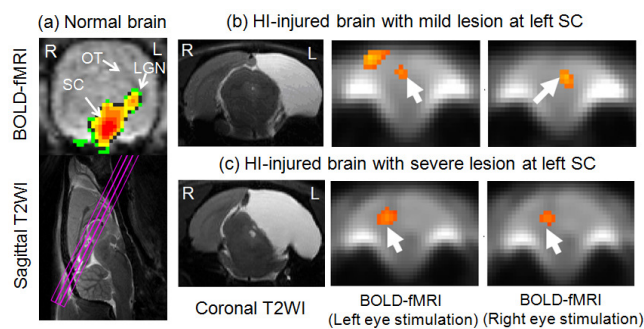 (a) Normal brain
(b) HI-injured brain with mild lesion at left SC
BOLD-fMRI
R L
OT
LGN
SC
R L
(c) HI-injured brain with severe lesion at left SC
Sagittal T2WI
R L
Coronal T2WI
BOLD-fMRI
(Left eye stimulation)
BOLD-fMRI
(Right eye stimulation)